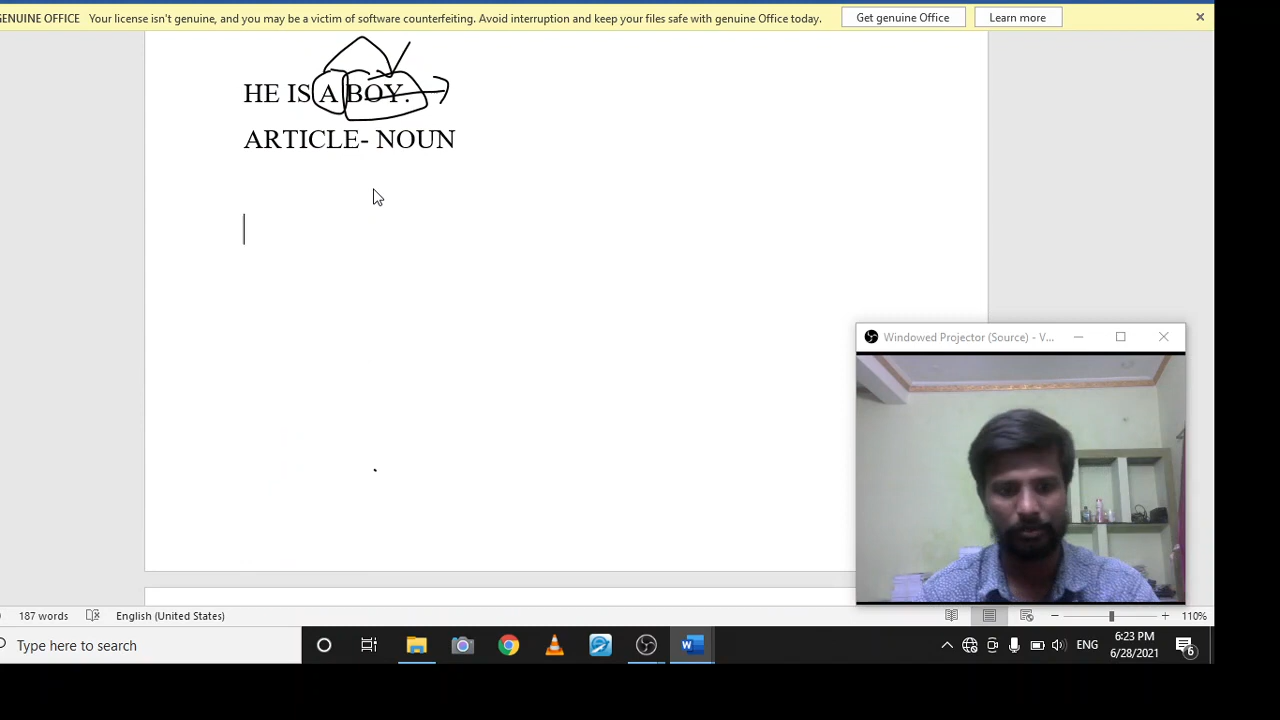 GENUINE OFFICE Your license isn't genuine, and you may be a victim of software counterfeiting. Avoid interruption and keep your files safe with genuine Office today. Get genuine Office Learn more
HE IS A BOY.
ARTICLE- NOUN
Windowed Projector (Source) - V...
187 words English (United States) 110%
Type here to search
ENG
6:23 PM
6/28/2021
6